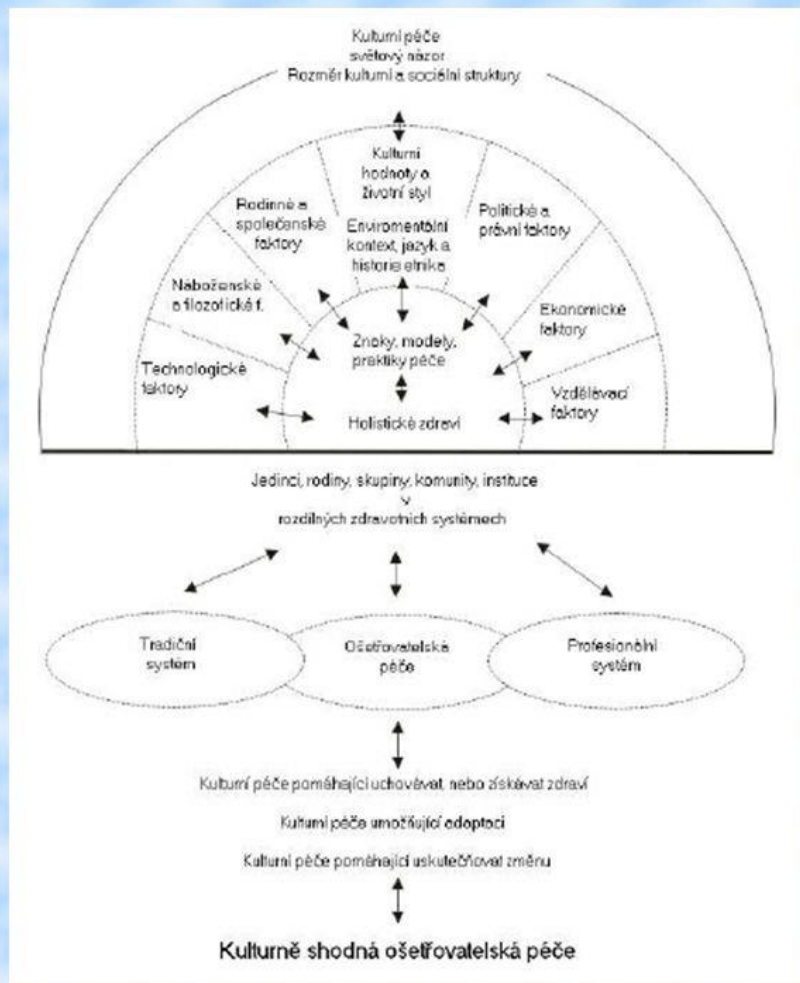 Kulturní péče
světový názor
Rozměr kulturní a sociální struktury
Kulturní
hodnoty a
životní styl
Enviromentální
kontext, jazyk a
historie etnika
Rodinné a
společenské
faktory
Politické a
právní faktory
Náboženské
a filozofické f.
Ekonomické
faktory
Technologické
faktory
Vzdělávací
faktory
Znaky, modely,
praktiky péče
Holistické zdraví
Jedinci, rodiny, skupiny, komunity, instituce
v
rozdílných zdravotních systémech
Tradiční
systém
Ošetřovatelská
péče
Profesionální
systém
Kulturní péče pomáhající uchovávat, nebo získávat zdraví
Kulturní péče umožňující adaptaci
Kulturní péče pomáhající uskutečňovat změnu
Kulturně shodná ošetřovatelská péče